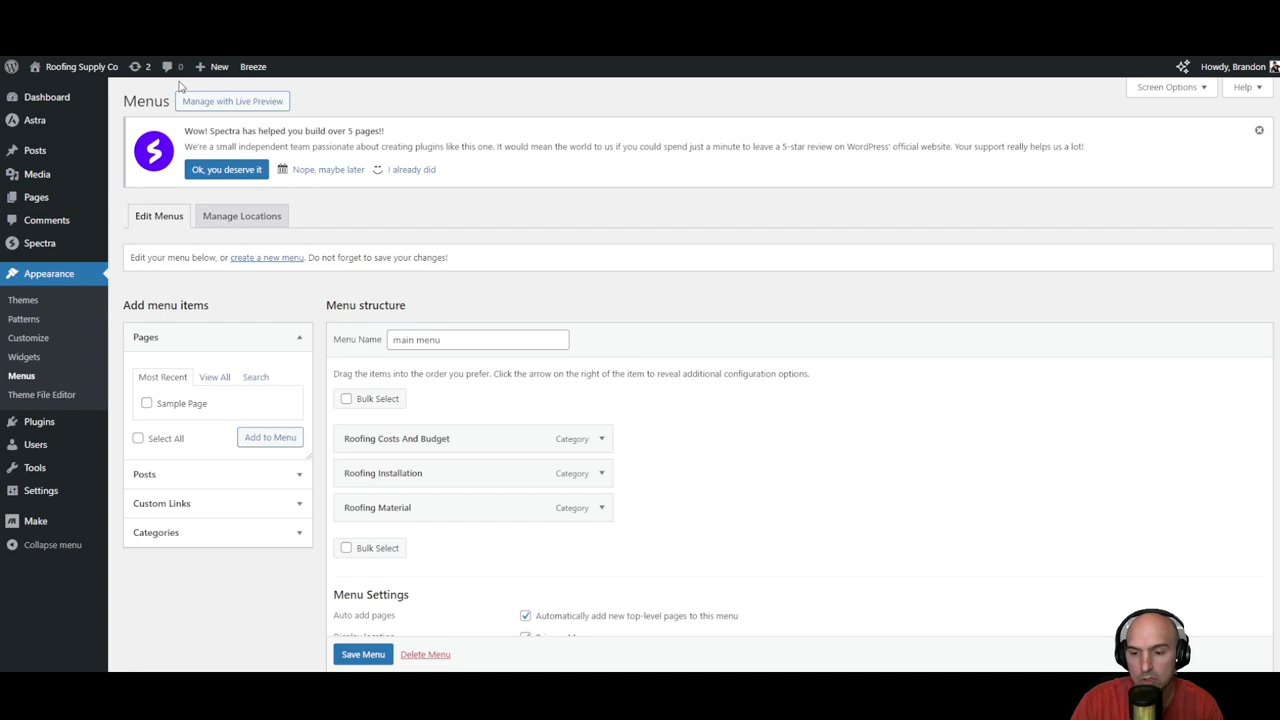 Roofing Supply Co 2 0 New Breeze Howdy, Brandon
Dashboard
Astra
Posts
Media
Pages
Comments
Spectra
Appearance
Themes
Patterns
Customize
Widgets
Menus
Theme File Editor
Plugins
Users
Tools
Settings
Make
Collapse menu
Screen Options Help
Menus Manage with Live Preview
Wow! Spectra has helped you build over 5 pages!!
We're a small independent team passionate about creating plugins like this one. It would mean the world to us if you could spend just a minute to leave a 5-star review on WordPress' official website. Your support really helps us a lot!
Ok, you deserve it Nope, maybe later I already did
Edit Menus Manage Locations
Edit your menu below, or create a new menu. Do not forget to save your changes!
Add menu items
Pages
Most Recent View All Search
Sample Page
Select All Add to Menu
Posts
Custom Links
Categories
Menu structure
Menu Name main menu
Drag the items into the order you prefer. Click the arrow on the right of the item to reveal additional configuration options.
Bulk Select
Roofing Costs And Budget Category
Roofing Installation Category
Roofing Material Category
Bulk Select
Menu Settings
Auto add pages Automatically add new top-level pages to this menu
Save Menu Delete Menu